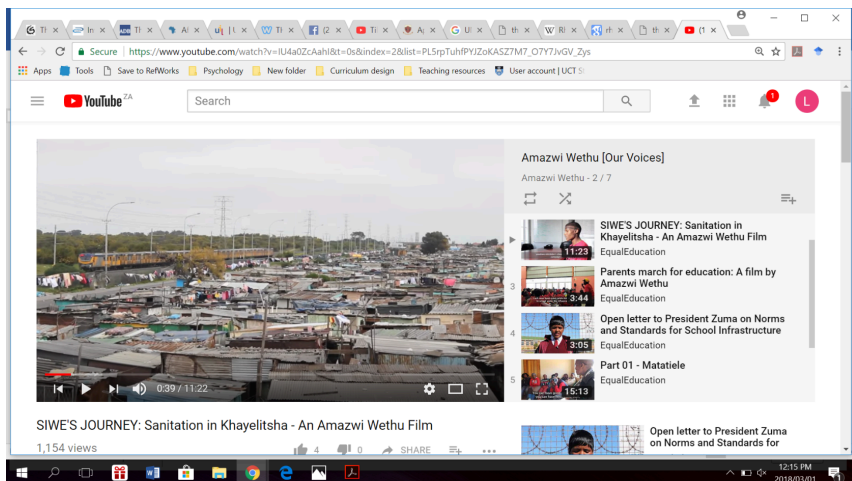 Secure | https://www.youtube.com/watch?v=IU4a0ZcAahI&t=0s&index=2&list=PL5rpTuhfPYJZoKASZ7M7_O7Y7JvGV_Zys
Apps Tools Save to RefWorks Psychology New folder Curriculum design Teaching resources User account | UCT
YouTube ZA
Search
1
L
Amazwi Wethu [Our Voices]
Amazwi Wethu - 2 / 7
SIWE'S JOURNEY: Sanitation in
Khayelitsha - An Amazwi Wethu Film
11:23
EqualEducation
3
Parents march for education: A film by
Amazwi Wethu
3:44
EqualEducation
4
Open letter to President Zuma on Norms
and Standards for School Infrastructure
3:05
EqualEducation
5
Part 01 - Matatiele
EqualEducation
15:13
0:39 / 11:22
SIWE'S JOURNEY: Sanitation in Khayelitsha - An Amazwi Wethu Film
1,154 views
4 0 SHARE
Open letter to President Zuma
on Norms and Standards for
12:15 PM
2018/03/01